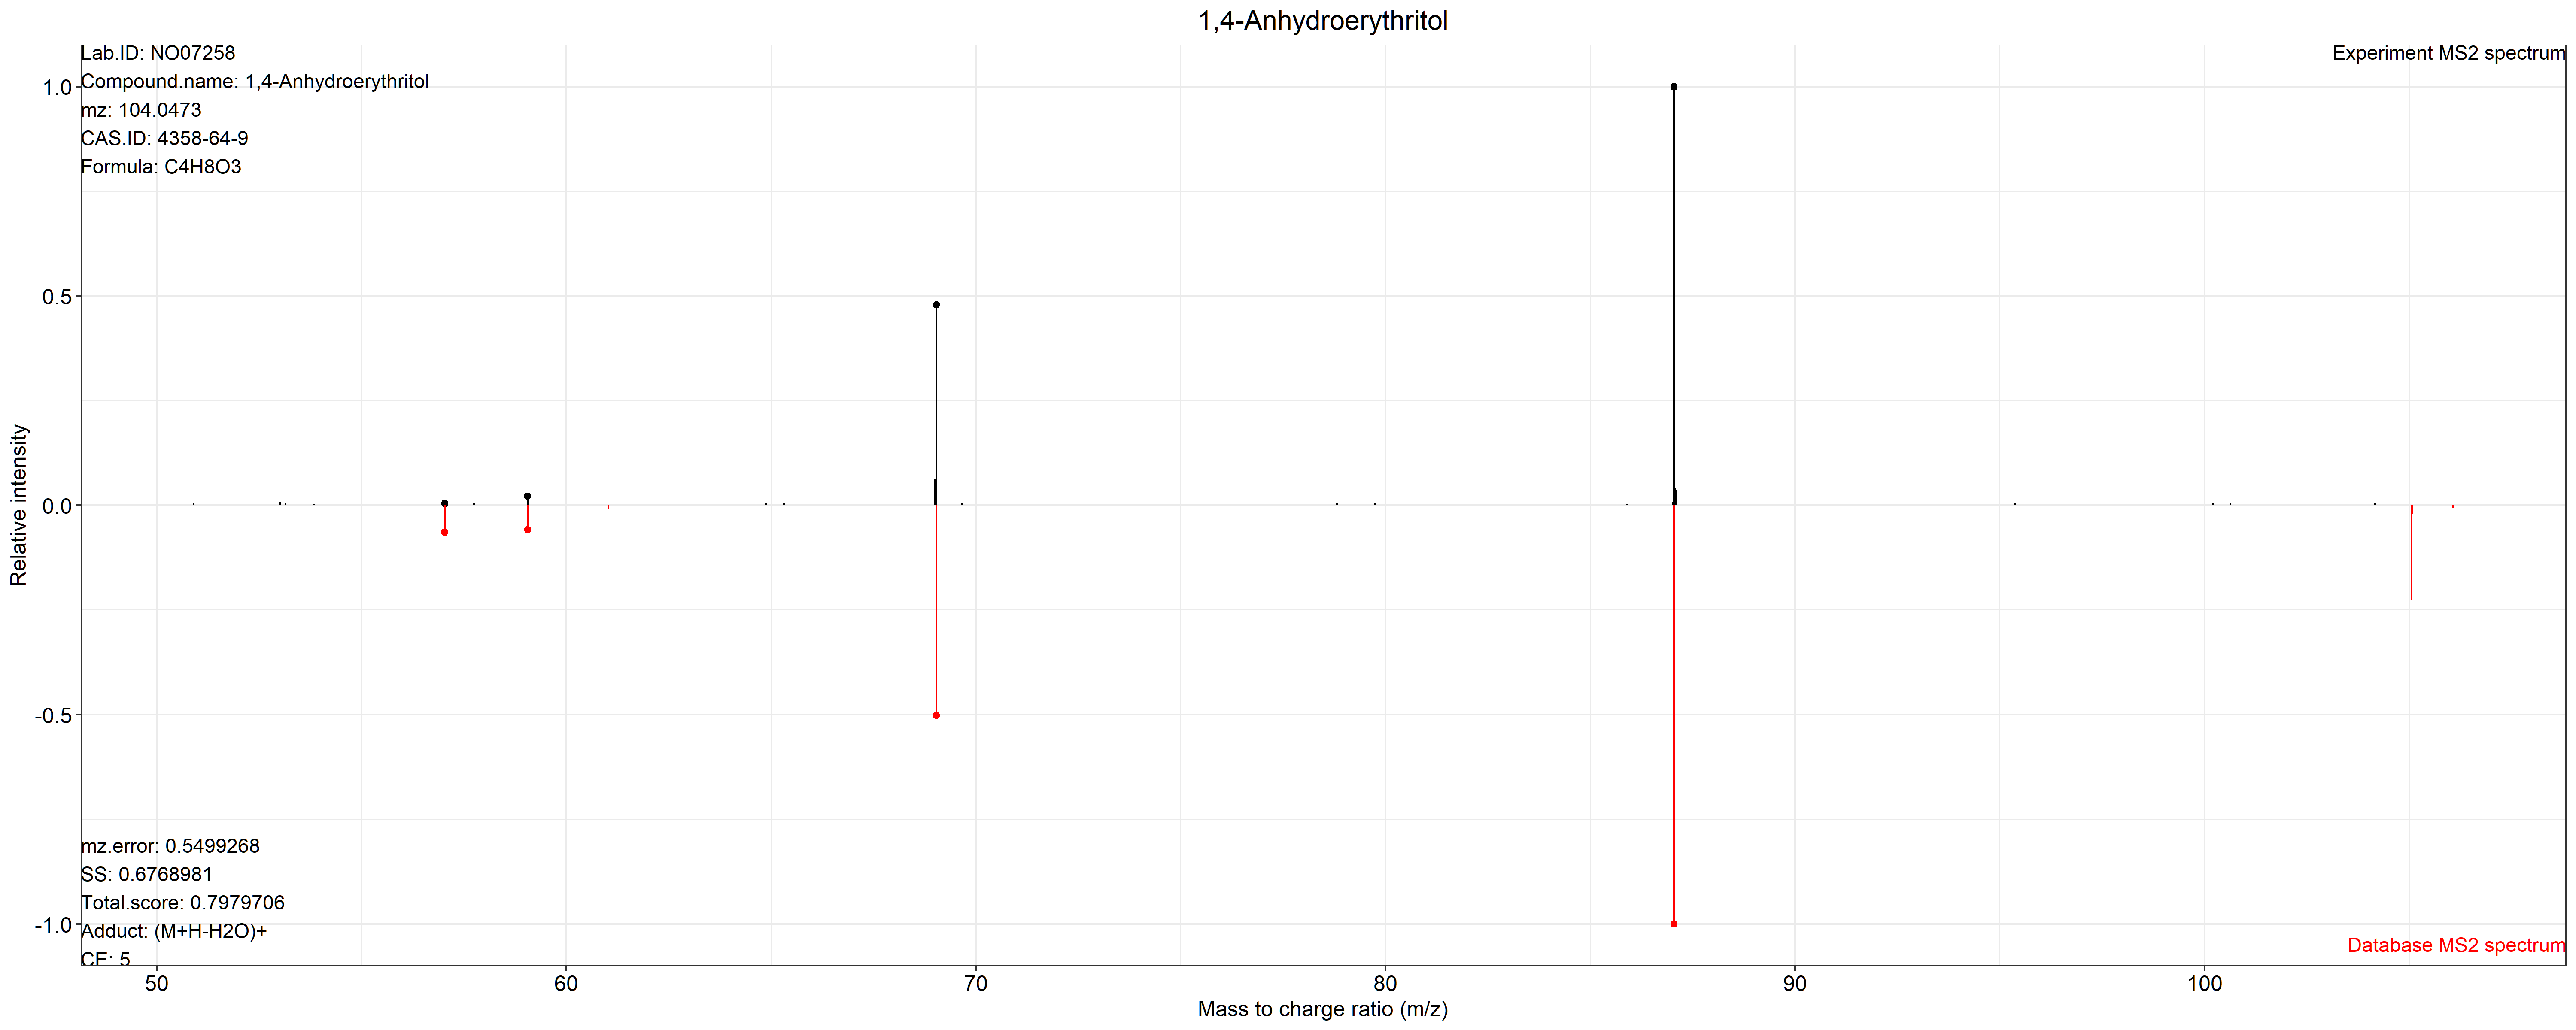 1,4-Anhydroerythritol
Lab.ID: NO07258
Compound.name: 1,4-Anhydroerythritol
mz: 104.0473
CAS.ID: 4358-64-9
Formula: C4H8O3
Experiment MS2 spectrum
1.0
0.5
0.0
-0.5
-1.0
Relative intensity
mz.error: 0.5499268
SS: 0.6768981
Total.score: 0.7979706
Adduct: (M+H-H2O)+
CE: 5
Database MS2 spectrum
50 60 70 80 90 100
Mass to charge ratio (m/z)